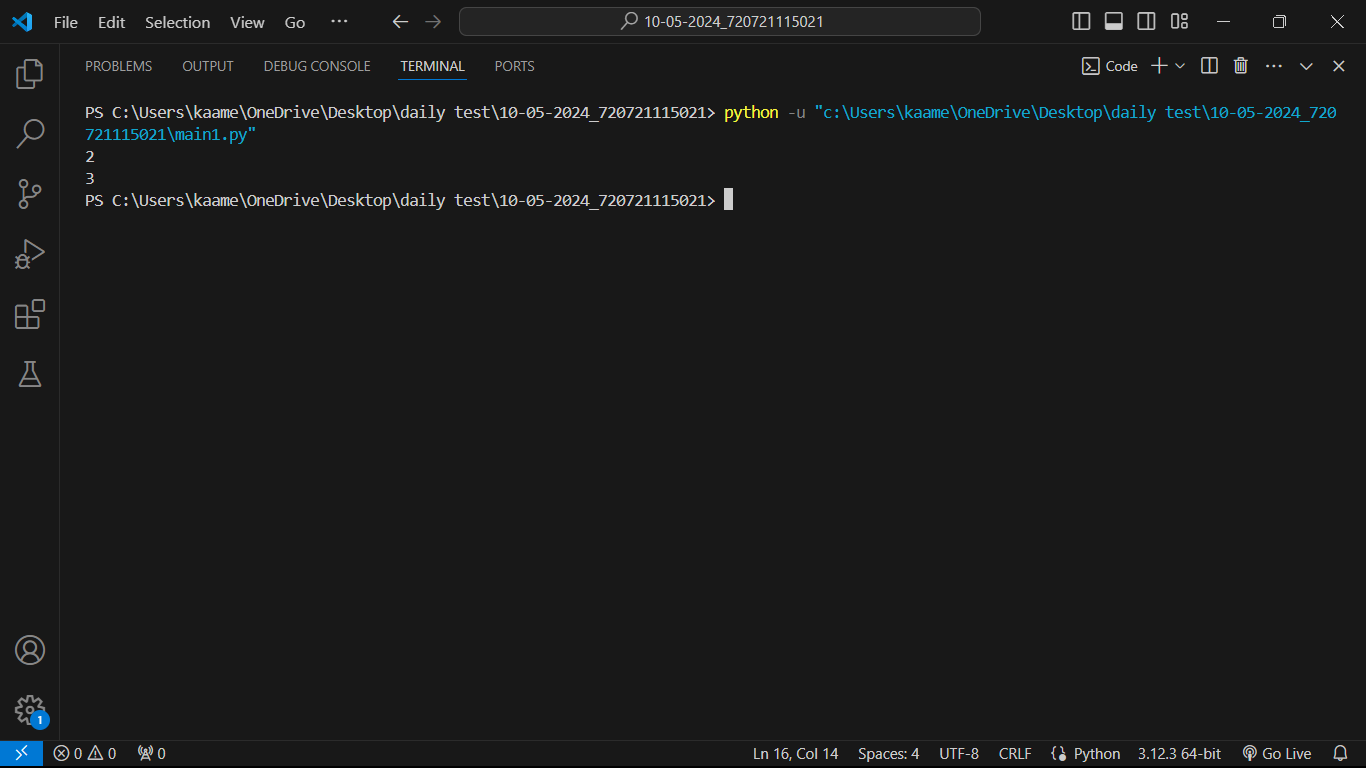 File Edit Selection View Go ··· 10-05-2024_720721115021
PROBLEMS OUTPUT DEBUG CONSOLE TERMINAL PORTS Code
PS C:\Users\kaame\OneDrive\Desktop\daily test\10-05-2024_720721115021> python -u "c:\Users\kaame\OneDrive\Desktop\daily test\10-05-2024_720
721115021\main1.py"
2
3
PS C:\Users\kaame\OneDrive\Desktop\daily test\10-05-2024_720721115021>
1
0 0 0 Ln 16, Col 14 Spaces: 4 UTF-8 CRLF Python 3.12.3 64-bit Go Live